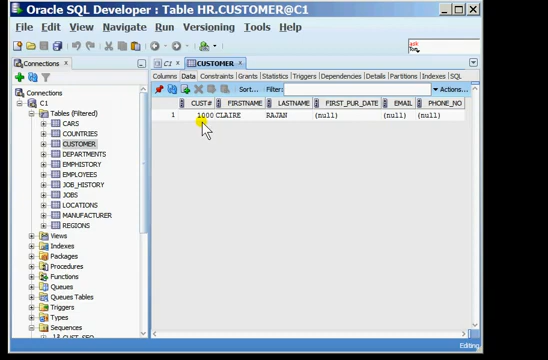 Oracle SQL Developer : Table HR.CUSTOMER@C1
File Edit View Navigate Run Versioning Tools Help
Connections
C1
CUSTOMER
Columns Data Constraints Grants Statistics Triggers Dependencies Details Partitions Indexes SQL
Sort... Filter: Actions...
CUST# FIRSTNAME LASTNAME FIRST_PUR_DATE EMAIL PHONE_NO
1 1000 CLAIRE RAJAN (null) (null) (null)
Connections
C1
Tables (Filtered)
CARS
COUNTRIES
CUSTOMER
DEPARTMENTS
EMPHISTORY
EMPLOYEES
JOB_HISTORY
JOBS
LOCATIONS
MANUFACTURER
REGIONS
Views
Indexes
Packages
Procedures
Functions
Queues
Queues Tables
Triggers
Types
Sequences
Editing